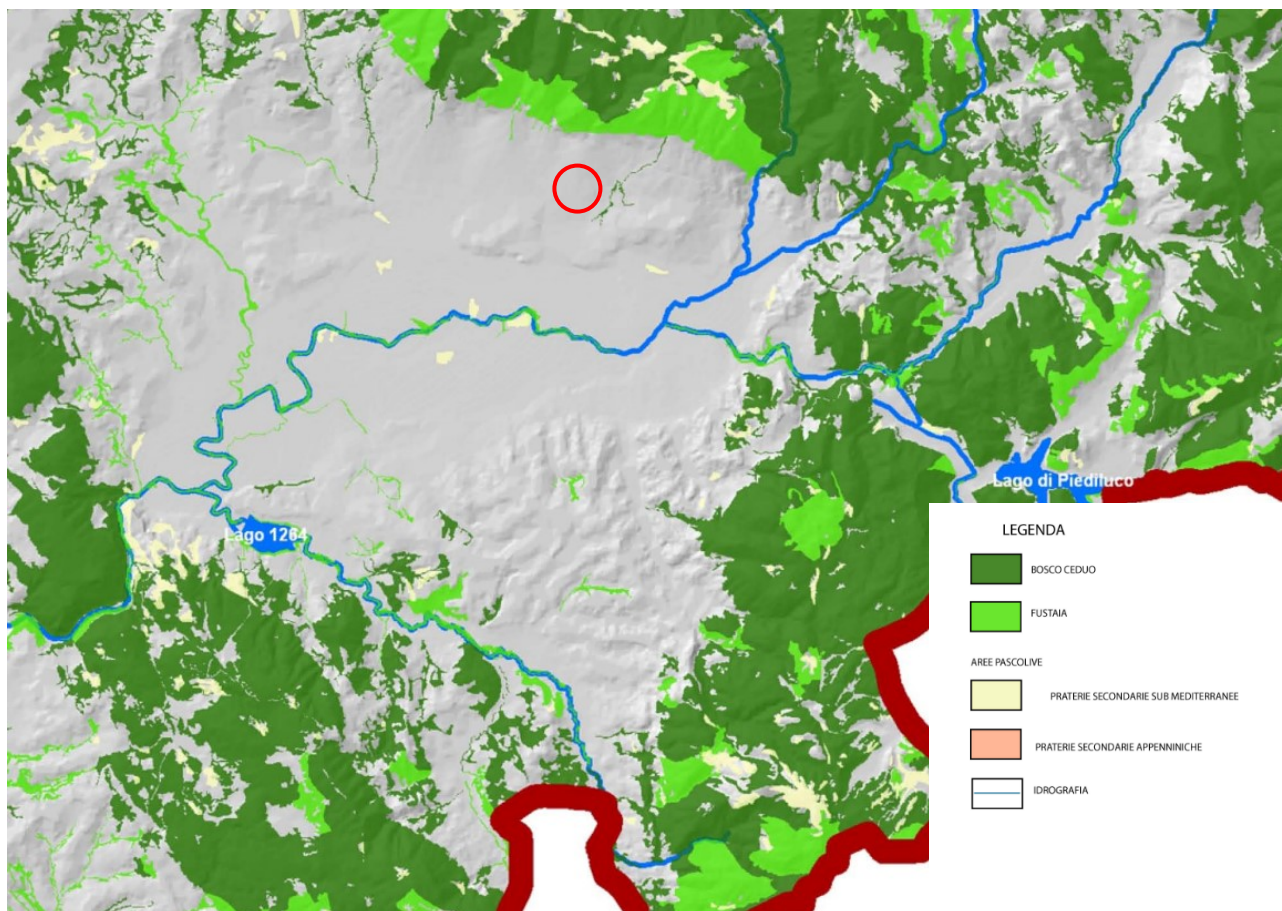 Lago di Piediluco
Lago 1264
LEGENDA
BOSCO CEDUO
FUSTAIA
AREE PASCOLIVE
PRATERIE SECONDARIE SUB MEDITERRANEE
PRATERIE SECONDARIE APPENNINICHE
IDROGRAFIA